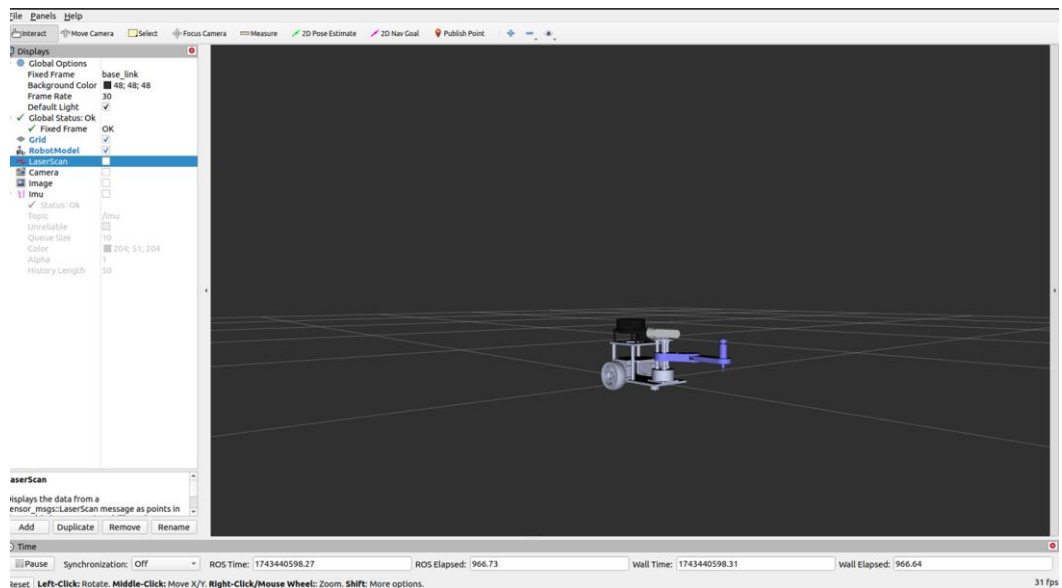 File Panels Help
Interact Move Camera Select Focus Camera Measure 2D Pose Estimate 2D Nav Goal Publish Point
Displays
Global Options
Fixed Frame base_link
Background Color 48; 48; 48
Frame Rate 30
Default Light
Global Status: Ok
Fixed Frame OK
Grid
RobotModel
LaserScan
Camera
Image
Imu
Status: Ok
Topic /imu
Unreliable
Queue Size 10
Color 204; 51; 204
Alpha 1
History Length 50
aserScan
isplays the data from a
ensor_msgs::LaserScan message as points in
Add Duplicate Remove Rename
Time
Pause Synchronization: Off ROS Time: 1743440598.27 ROS Elapsed: 966.73 Wall Time: 1743440598.31 Wall Elapsed: 966.64
Reset Left-Click: Rotate. Middle-Click: Move X/Y. Right-Click/Mouse Wheel: Zoom. Shift: More options. 31 fps